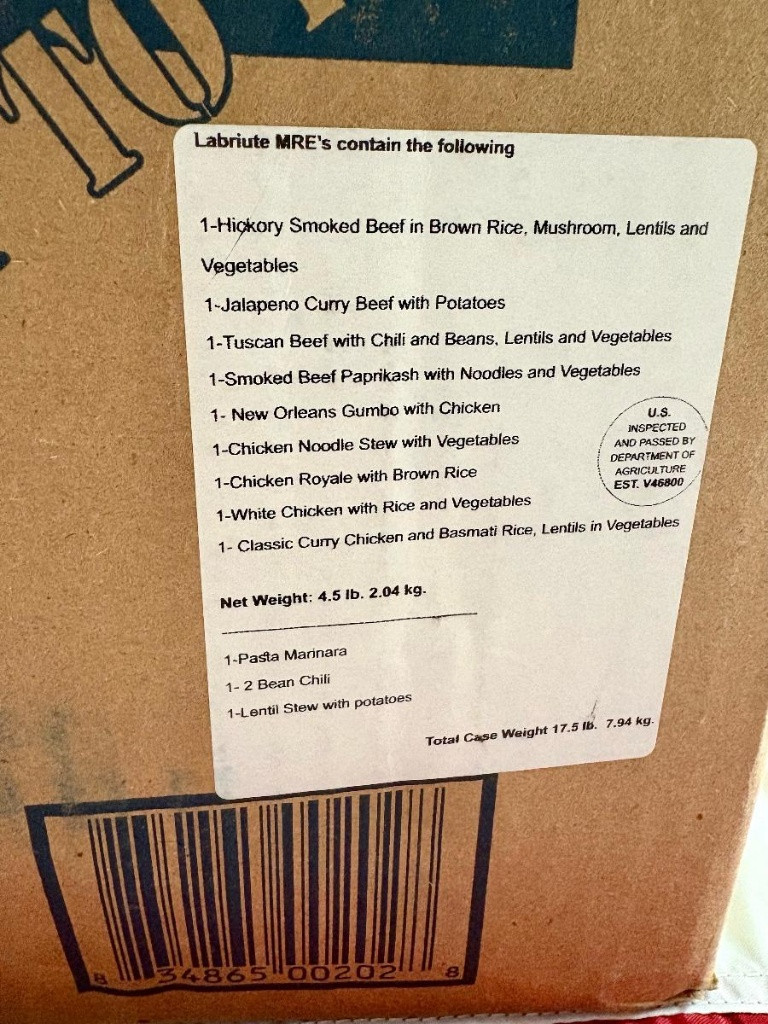 TO
Labriute MRE's contain the following
1-Hickory Smoked Beef in Brown Rice, Mushroom, Lentils and
Vegetables
1-Jalapeno Curry Beef with Potatoes
1-Tuscan Beef with Chili and Beans, Lentils and Vegetables
1-Smoked Beef Paprikash with Noodles and Vegetables
1- New Orleans Gumbo with Chicken
1-Chicken Noodle Stew with Vegetables
1-Chicken Royale with Brown Rice
1-White Chicken with Rice and Vegetables
1- Classic Curry Chicken and Basmati Rice, Lentils in Vegetables
U.S.
INSPECTED
AND PASSED BY
DEPARTMENT OF
AGRICULTURE
EST. V46800
Net Weight: 4.5 lb. 2.04 kg.
1-Pasta Marinara
1- 2 Bean Chili
1-Lentil Stew with potatoes
Total Case Weight 17.5 lb. 7.94 kg.
8 34865 00202 8